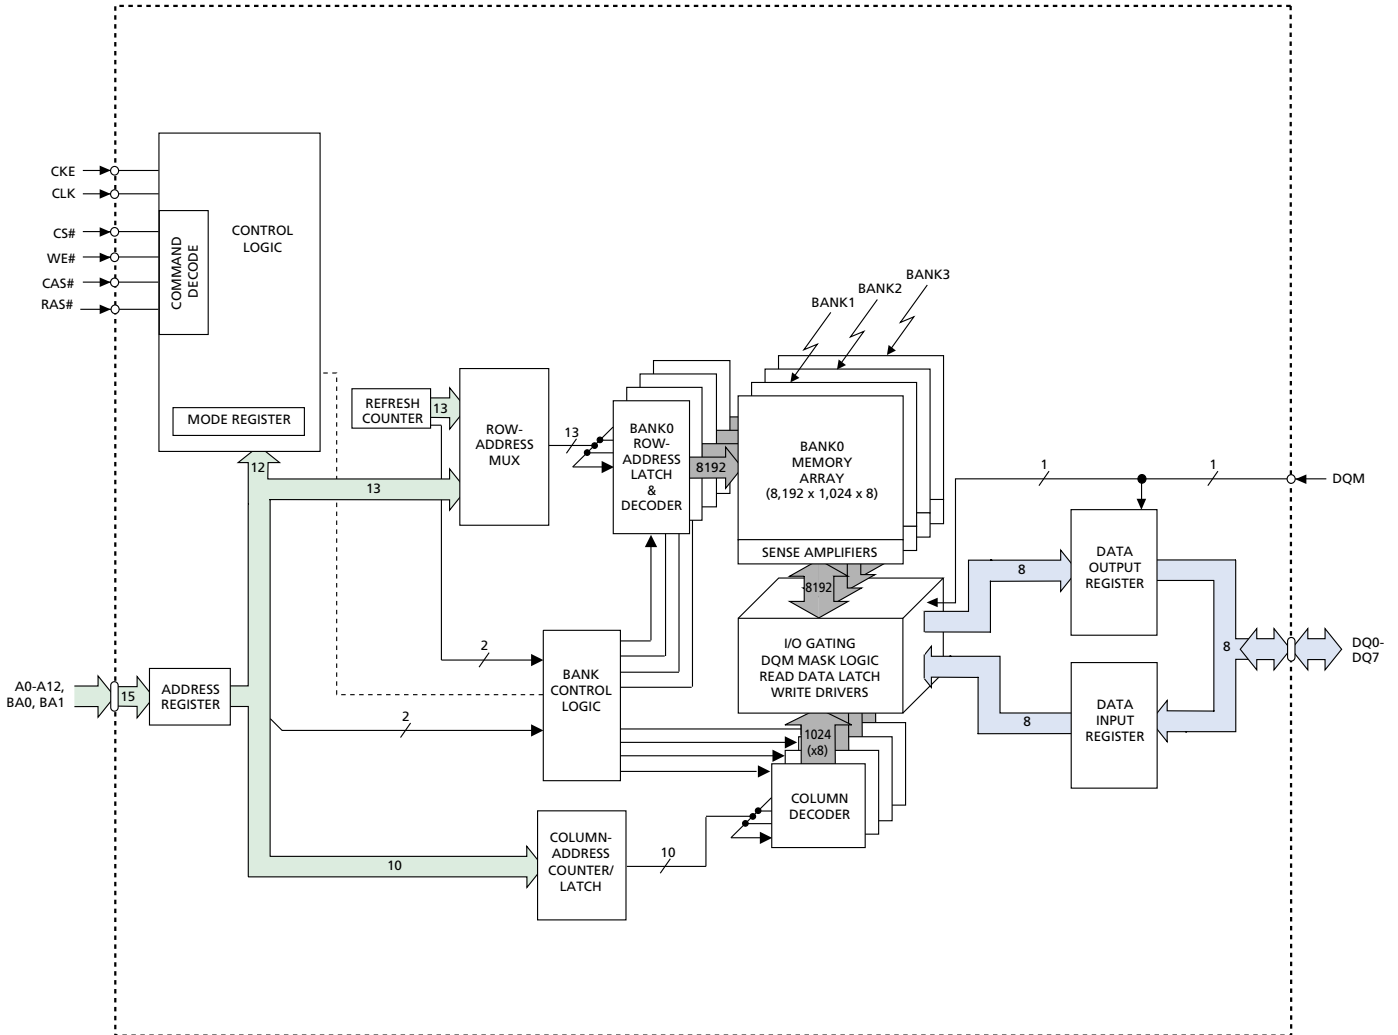 CKE
CLK
CS#
WE#
CAS#
RAS#
COMMAND
DECODE
CONTROL
LOGIC
MODE REGISTER
12
REFRESH
COUNTER
13
13
ROW-
ADDRESS
MUX
13
BANK0
ROW-
ADDRESS
LATCH
&
DECODER
8192
BANK1
BANK2
BANK3
BANK0
MEMORY
ARRAY
(8,192 x 1,024 x 8)
SENSE AMPLIFIERS
8192
I/O GATING
DQM MASK LOGIC
READ DATA LATCH
WRITE DRIVERS
1
1
DQM
DATA
OUTPUT
REGISTER
8
8
DQ0-
DQ7
DATA
INPUT
REGISTER
8
A0-A12,
BA0, BA1
15
ADDRESS
REGISTER
2
2
BANK
CONTROL
LOGIC
1024
(x8)
COLUMN
DECODER
10
COLUMN-
ADDRESS
COUNTER/
LATCH
10